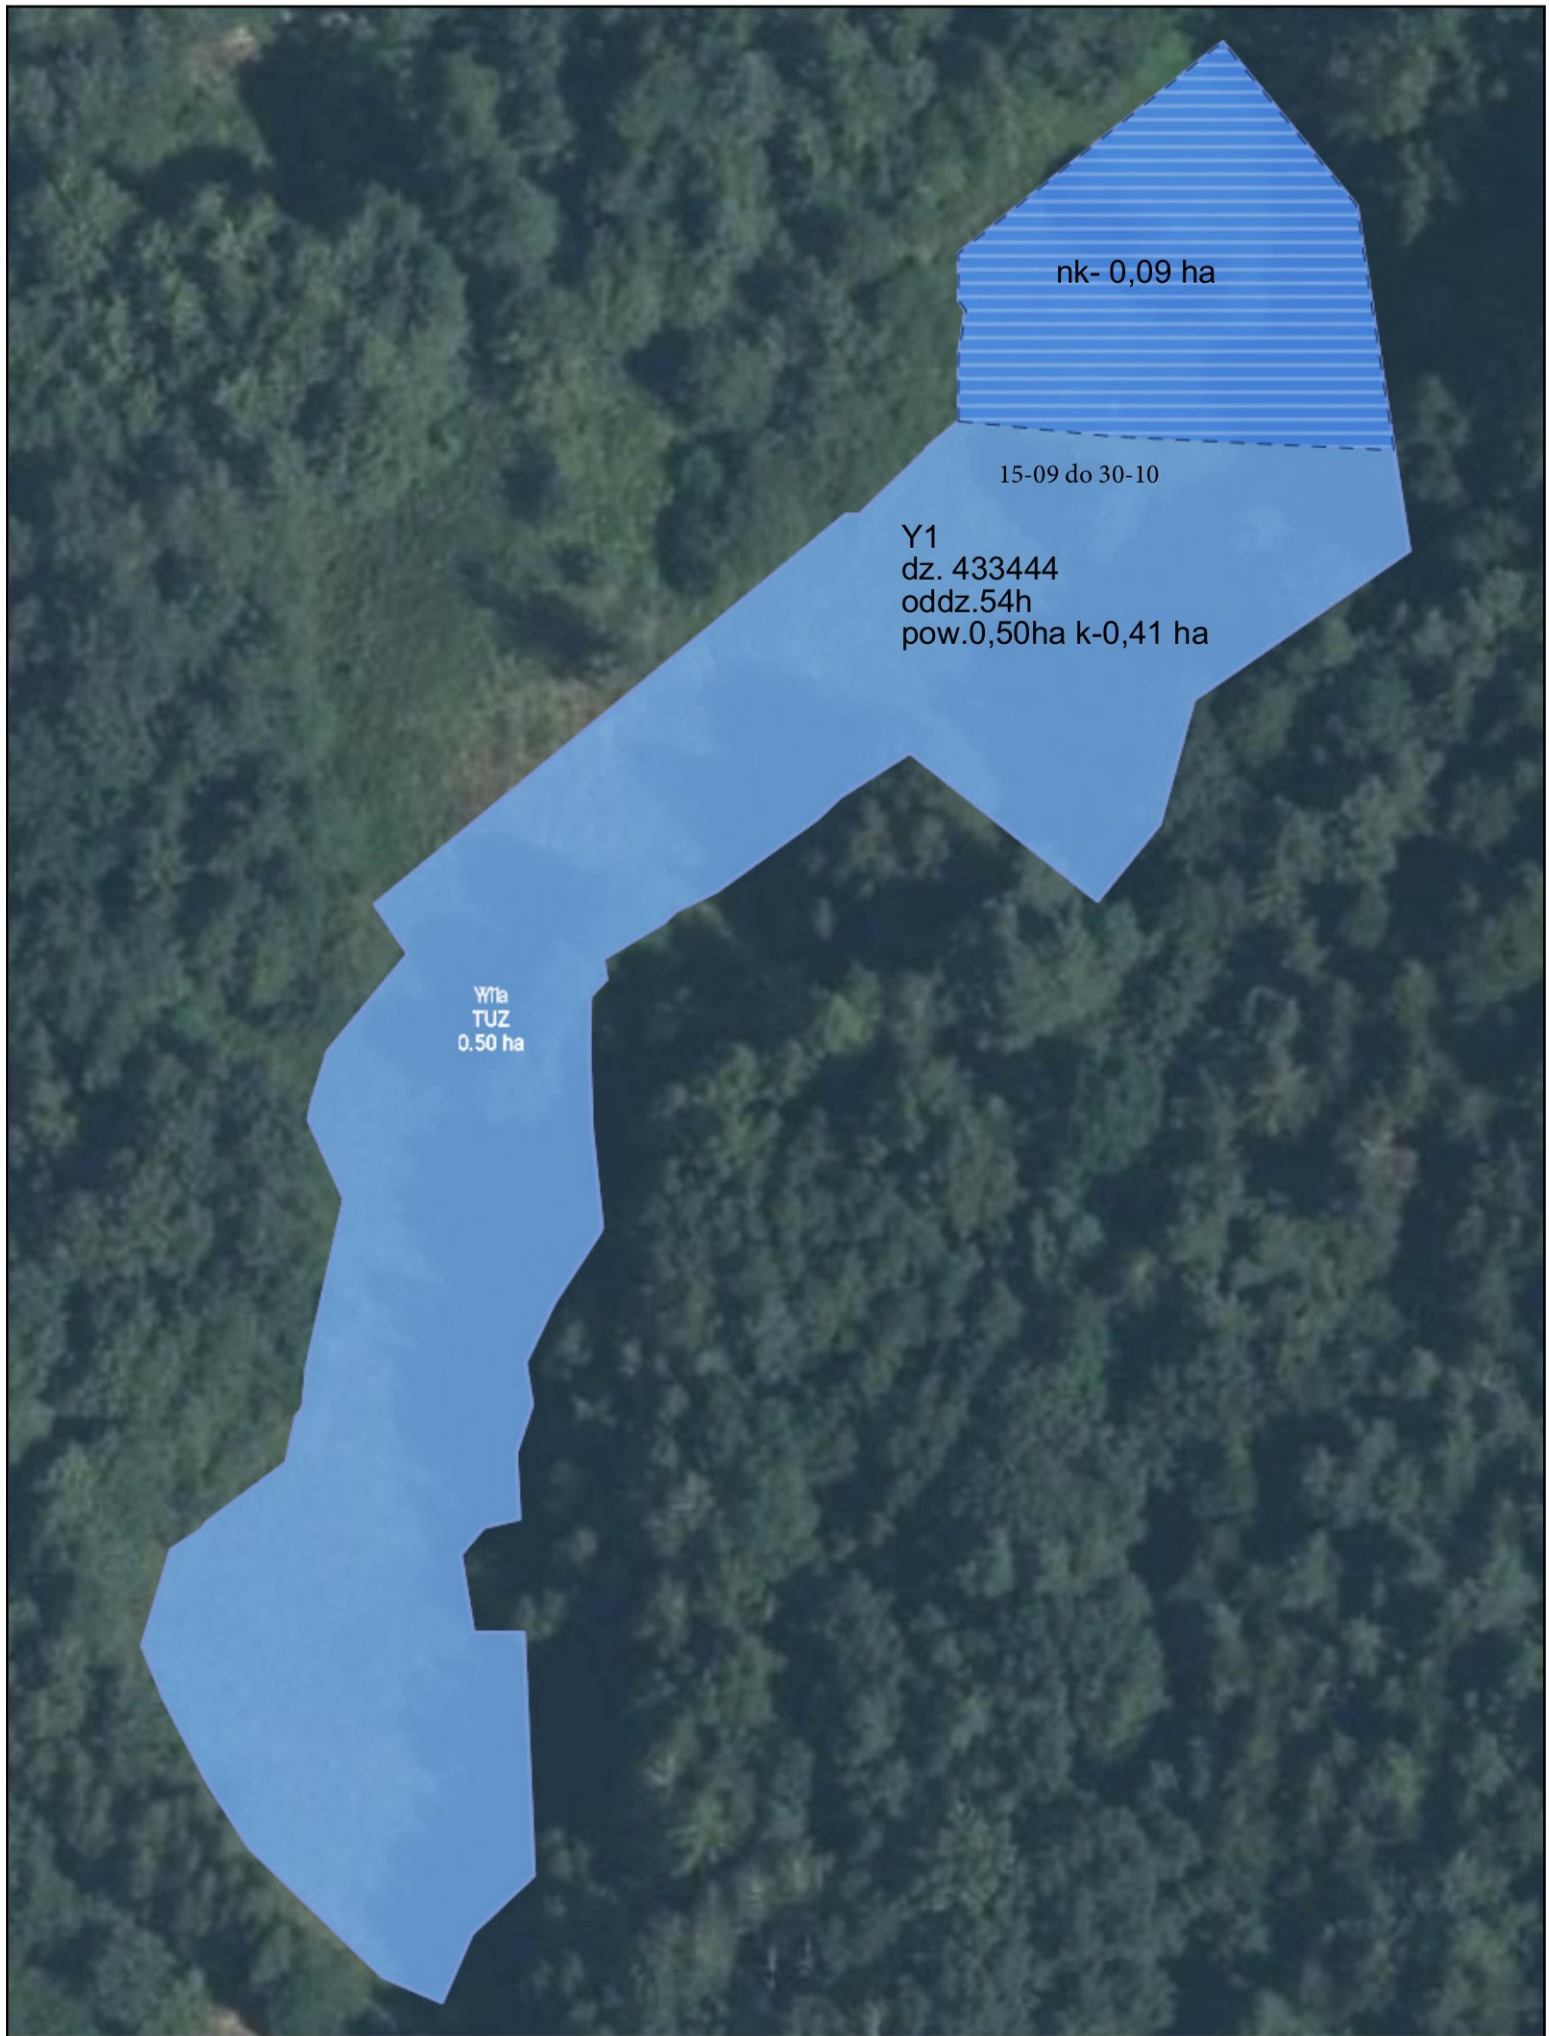 nk- 0,09 ha
15-09 do 30-10
Y1
dz. 433444
oddz.54h
pow.0,50ha k-0,41 ha
TUZ
0.50 ha